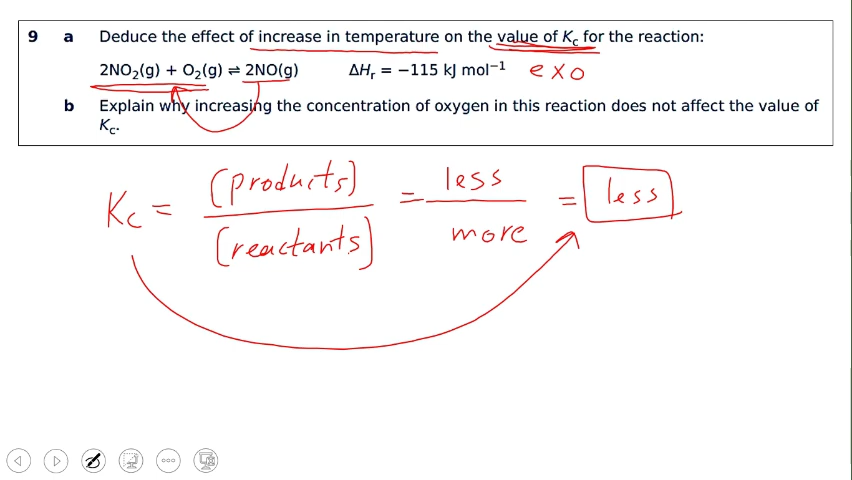 9 a Deduce the effect of increase in temperature on the value of Kc for the reaction:
2NO₂(g) + O₂(g) ⇌ 2NO(g) ΔHr = −115 kJ mol⁻¹ exo
b Explain why increasing the concentration of oxygen in this reaction does not affect the value of
Kc.
Kc = [products] / [reactants] = less / more = less